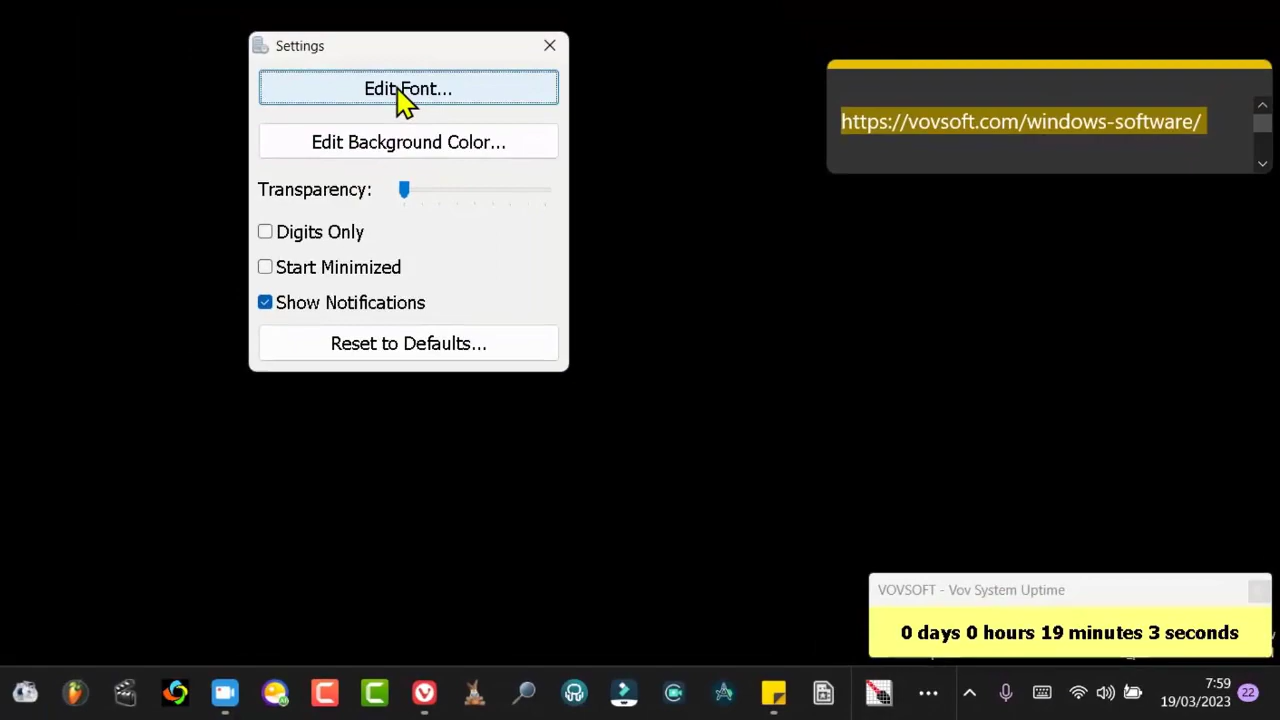 Settings
Edit Font...
Edit Background Color...
Transparency:
Digits Only
Start Minimized
Show Notifications
Reset to Defaults...
https://vovsoft.com/windows-software/
VOVSOFT - Vov System Uptime
0 days 0 hours 19 minutes 3 seconds
7:59
19/03/2023
22